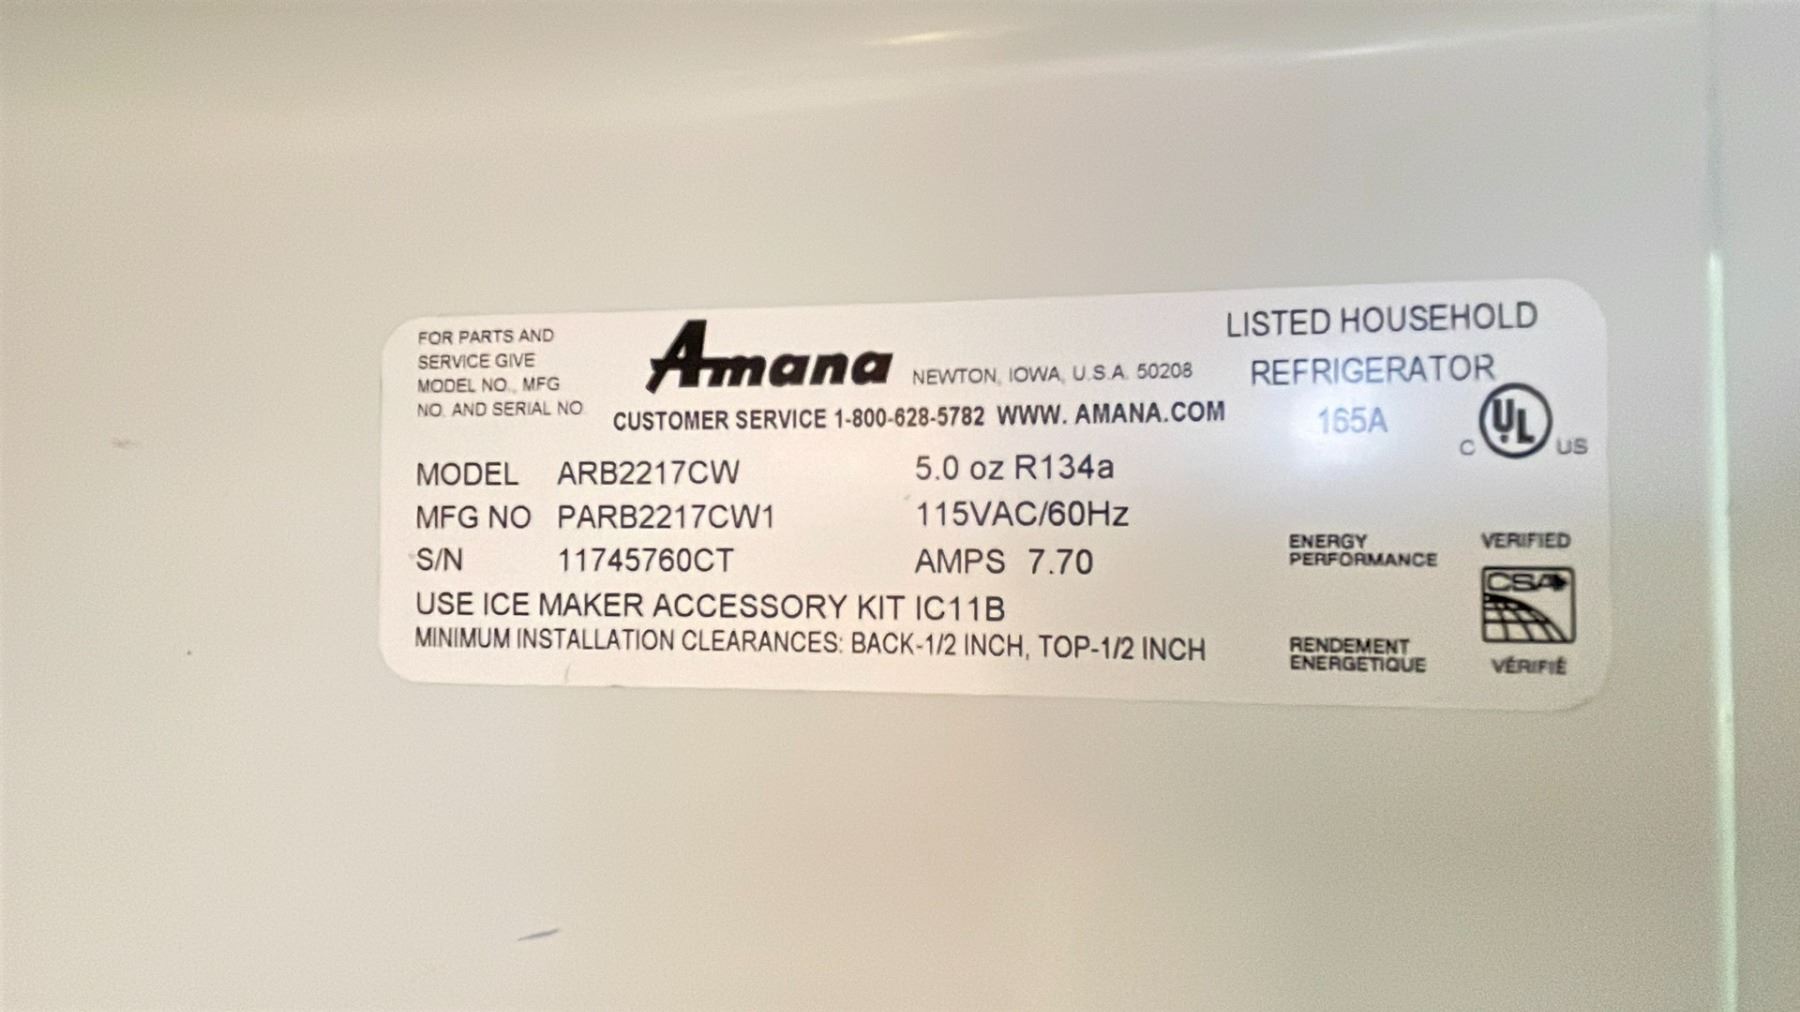 FOR PARTS AND
SERVICE GIVE
MODEL NO., MFG
NO. AND SERIAL NO.
Amana
NEWTON, IOWA, U.S.A. 50208
CUSTOMER SERVICE 1-800-628-5782 WWW. AMANA.COM
LISTED HOUSEHOLD
REFRIGERATOR
165A
C UL US
MODEL ARB2217CW 5.0 oz R134a
MFG NO PARB2217CW1 115VAC/60Hz
S/N 11745760CT AMPS 7.70
USE ICE MAKER ACCESSORY KIT IC11B
MINIMUM INSTALLATION CLEARANCES: BACK-1/2 INCH, TOP-1/2 INCH
ENERGY
PERFORMANCE
VERIFIED
CSA
RENDEMENT
ENERGETIQUE
VÉRIFIÉ